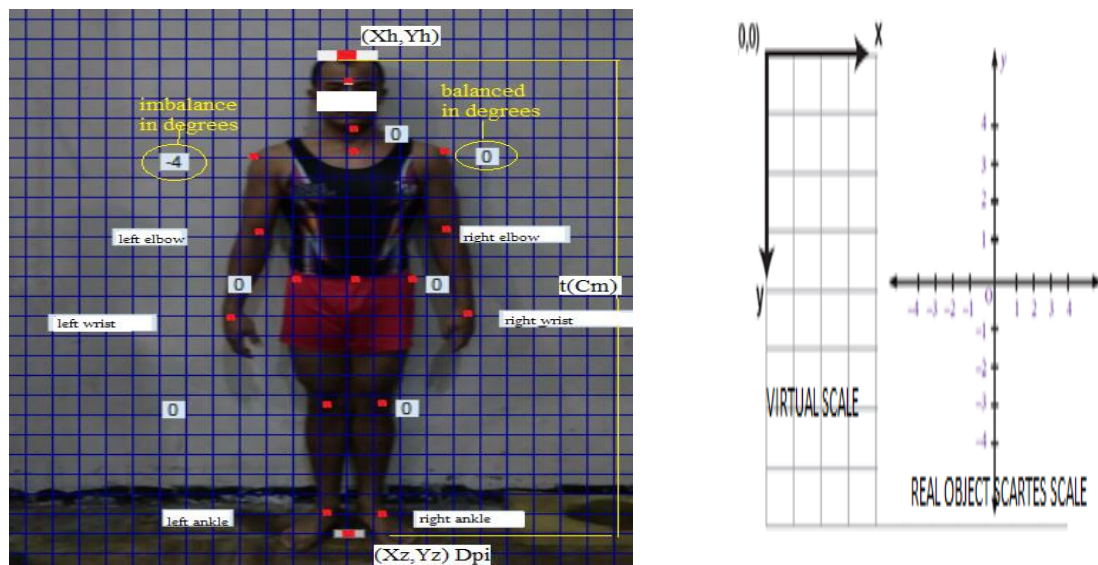 (Xh,Yh)
imbalance
in degrees
balanced
in degrees
0
-4
0
left elbow
right elbow
0
0
t(Cm)
left wrist
right wrist
0
0
left ankle
right ankle
(Xz,Yz) Dpi
0,0)
X
y
VIRTUAL SCALE
y
4
3
2
1
-4 -3 -2 -1 O 1 2 3 4
-1
-2
-3
-4
REAL OBJECT SCARTES SCALE